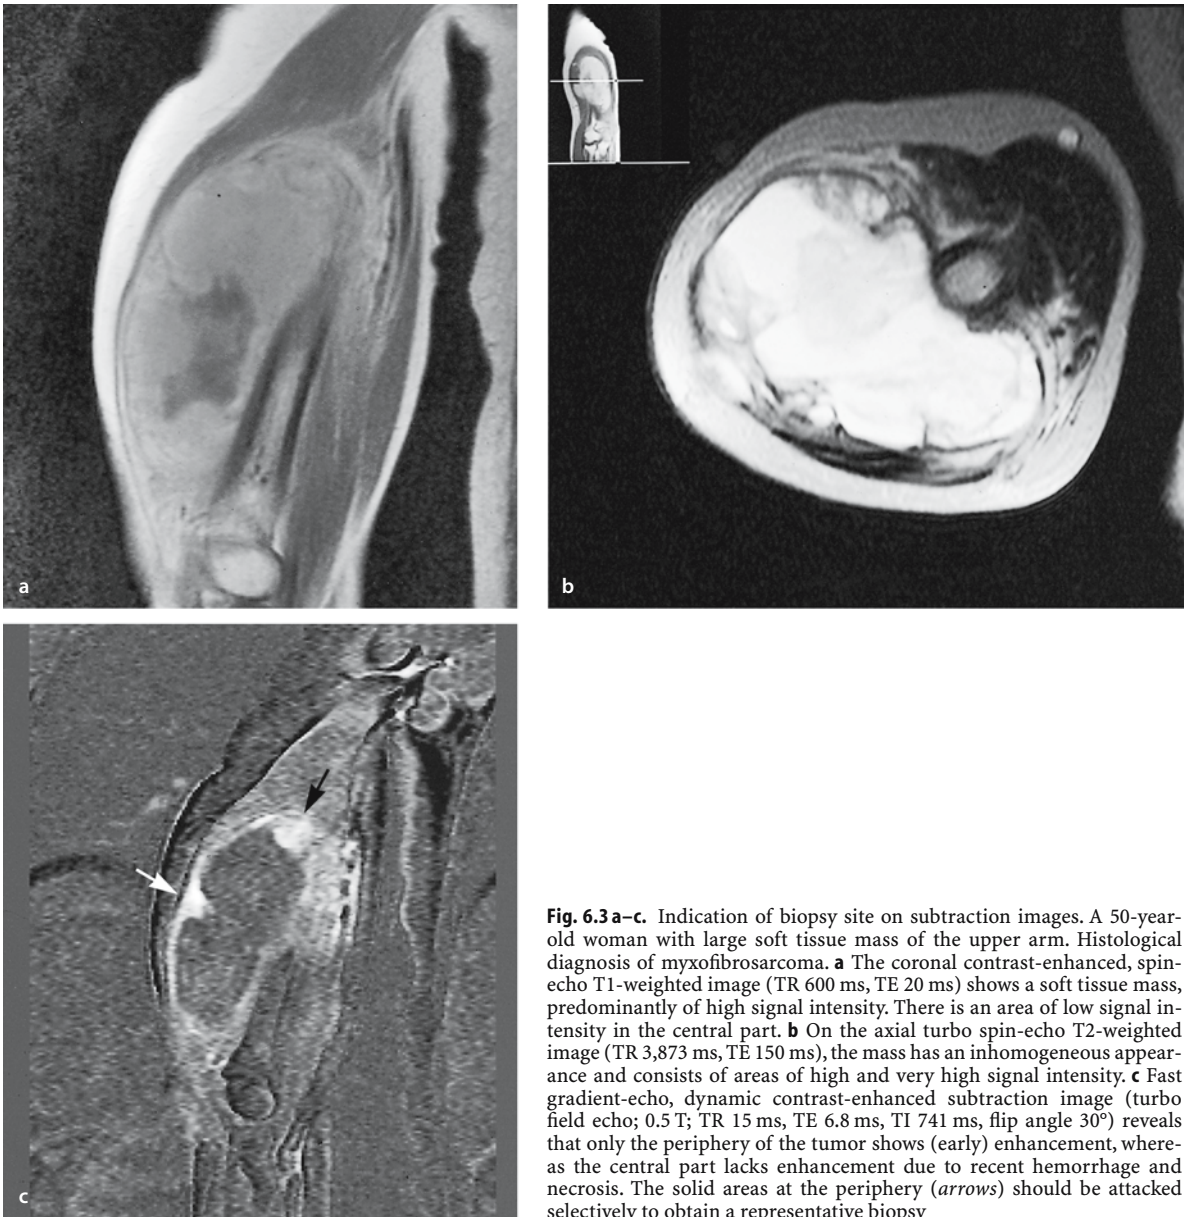 a
b
c
Fig. 6.3 a–c. Indication of biopsy site on subtraction images. A 50-year-
old woman with large soft tissue mass of the upper arm. Histological
diagnosis of myxofibrosarcoma. a The coronal contrast-enhanced, spin-
echo T1-weighted image (TR 600 ms, TE 20 ms) shows a soft tissue mass,
predominantly of high signal intensity. There is an area of low signal in-
tensity in the central part. b On the axial turbo spin-echo T2-weighted
image (TR 3,873 ms, TE 150 ms), the mass has an inhomogeneous appear-
ance and consists of areas of high and very high signal intensity. c Fast
gradient-echo, dynamic contrast-enhanced subtraction image (turbo
field echo; 0.5 T; TR 15 ms, TE 6.8 ms, TI 741 ms, flip angle 30°) reveals
that only the periphery of the tumor shows (early) enhancement, where-
as the central part lacks enhancement due to recent hemorrhage and
necrosis. The solid areas at the periphery (arrows) should be attacked
selectively to obtain a representative biopsy